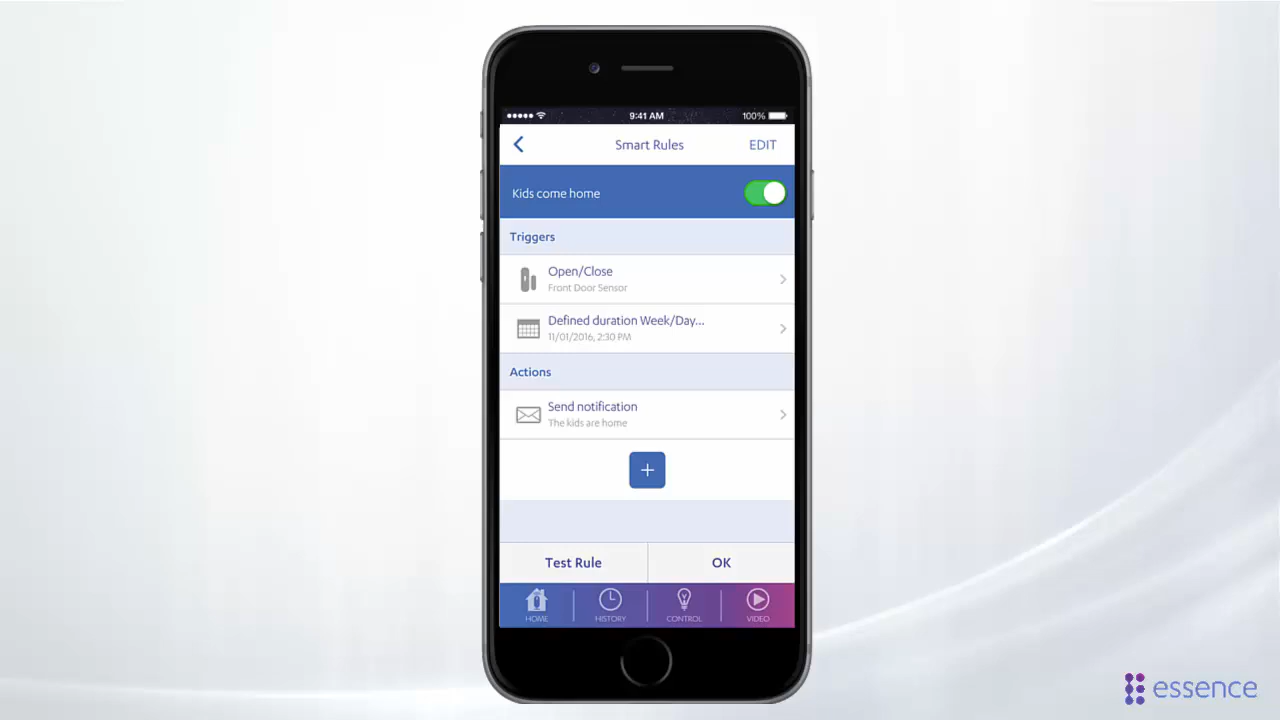 9:41 AM
100%
Smart Rules
EDIT
Kids come home
Triggers
Open/Close
Front Door Sensor
Defined duration Week/Day...
11/01/2016, 2:30 PM
Actions
Send notification
The kids are home
+
Test Rule
OK
HOME
HISTORY
CONTROL
VIDEO
essence